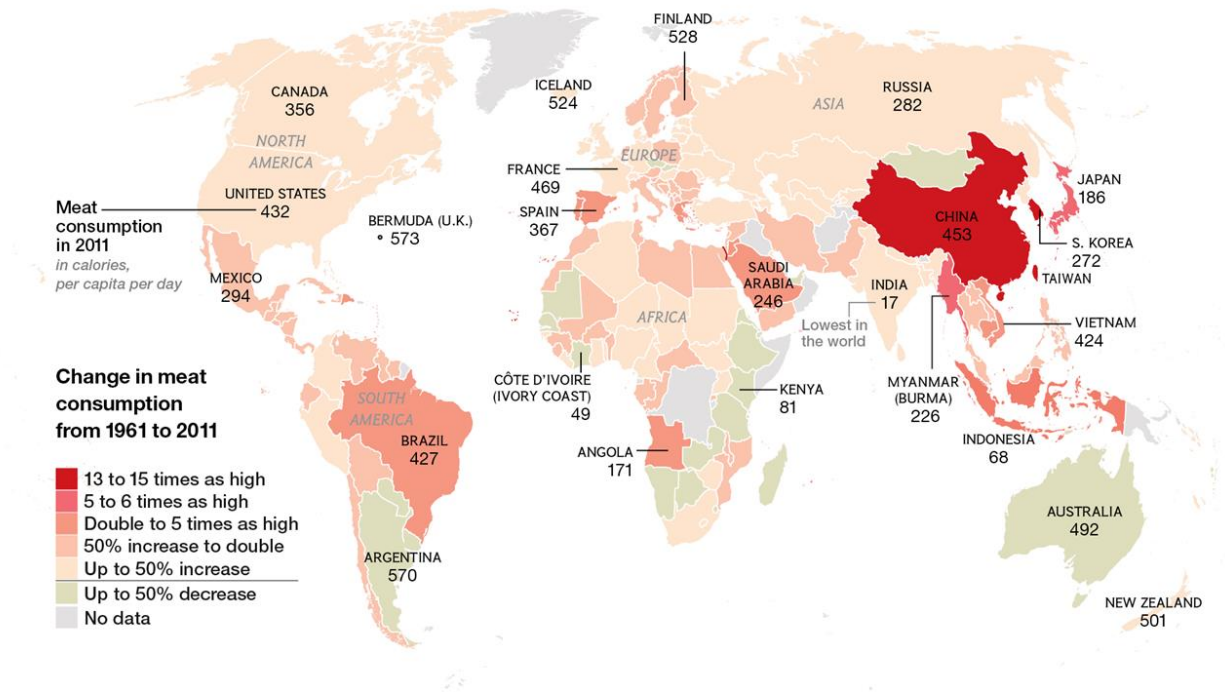 FINLAND
528
ICELAND
524
CANADA
356
RUSSIA
282
ASIA
NORTH
AMERICA
EUROPE
FRANCE
469
JAPAN
186
UNITED STATES
432
SPAIN
367
Meat
consumption
in 2011
in calories,
per capita per day
BERMUDA (U.K.)
573
CHINA
453
S. KOREA
272
MEXICO
294
SAUDI
ARABIA
246
INDIA
17
TAIWAN
AFRICA
Lowest in
the world
VIETNAM
424
Change in meat
consumption
from 1961 to 2011
CÔTE D'IVOIRE
(IVORY COAST)
49
KENYA
81
MYANMAR
(BURMA)
226
SOUTH
AMERICA
BRAZIL
427
ANGOLA
171
INDONESIA
68
13 to 15 times as high
5 to 6 times as high
Double to 5 times as high
50% increase to double
Up to 50% increase
Up to 50% decrease
No data
ARGENTINA
570
AUSTRALIA
492
NEW ZEALAND
501